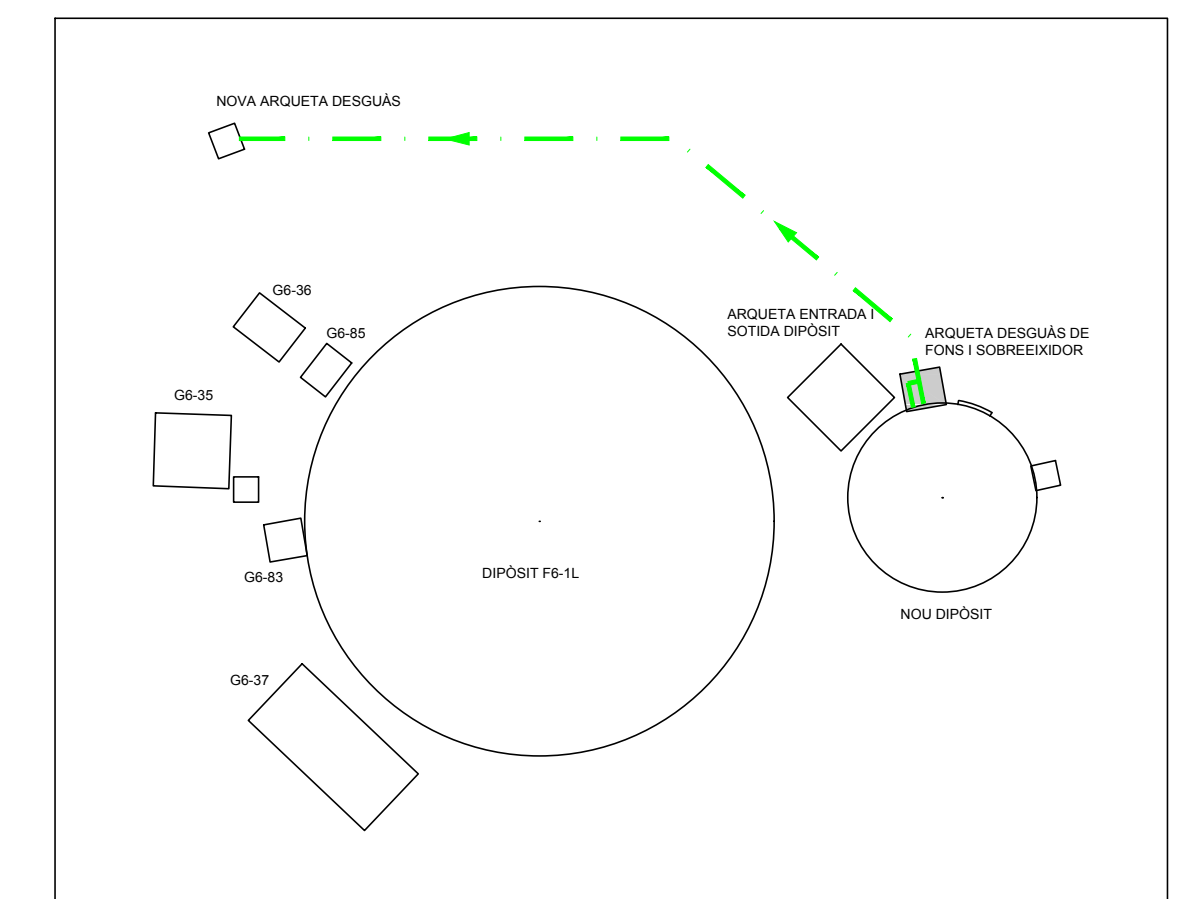 NOVA ARQUETA DESGUÀS
G6-36
G6-85
ARQUETA ENTRADA I
SOTIDA DIPÒSIT
ARQUETA DESGUÀS DE
FONS I SOBREEIXIDOR
G6-35
G6-83
DIPÒSIT F6-1L
NOU DIPÒSIT
G6-37